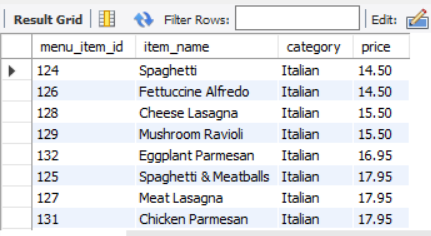 Result Grid Filter Rows: Edit:
menu_item_id item_name category price
124 Spaghetti Italian 14.50
126 Fettuccine Alfredo Italian 14.50
128 Cheese Lasagna Italian 15.50
129 Mushroom Ravioli Italian 15.50
132 Eggplant Parmesan Italian 16.95
125 Spaghetti & Meatballs Italian 17.95
127 Meat Lasagna Italian 17.95
131 Chicken Parmesan Italian 17.95